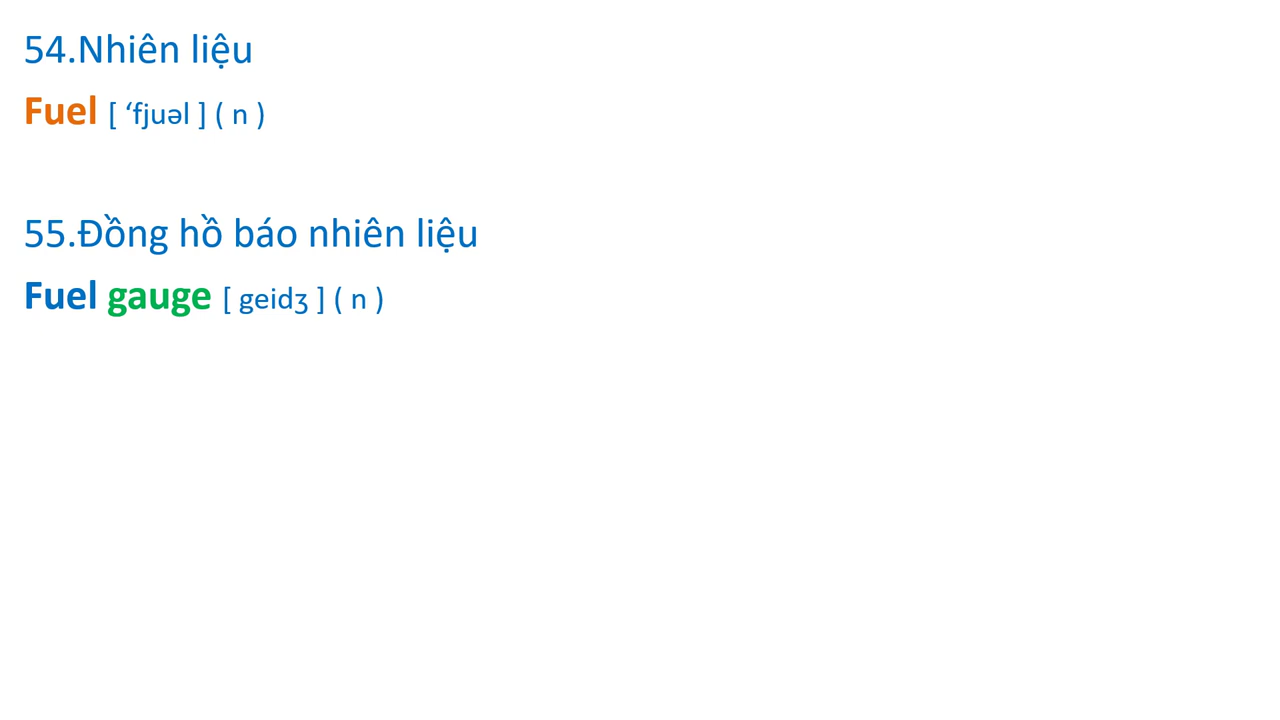 54.Nhiên liệu
Fuel [ ‘fjuəl ] ( n )
55.Đồng hồ báo nhiên liệu
Fuel gauge [ geidʒ ] ( n )